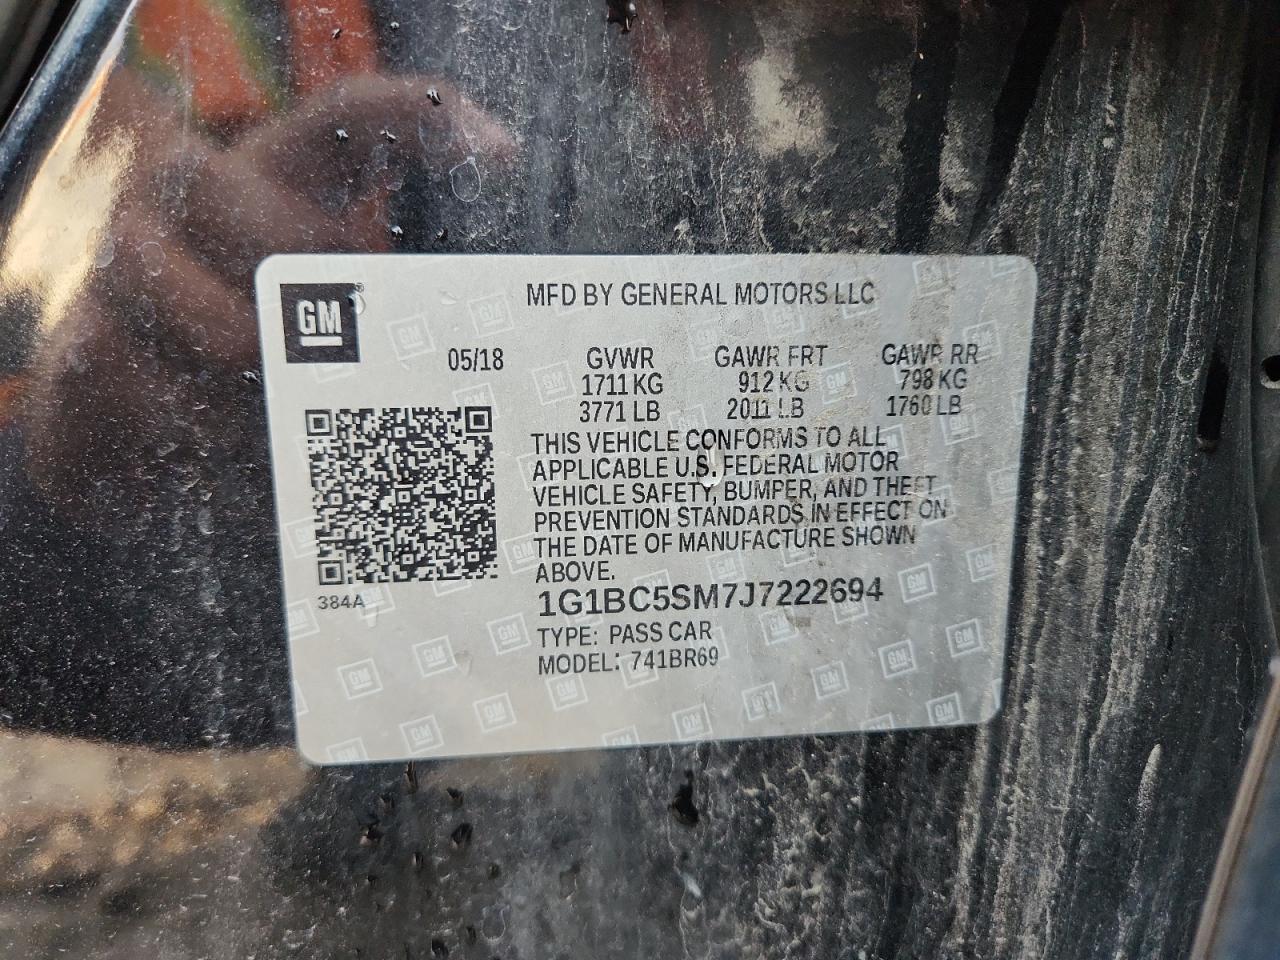 GM
MFD BY GENERAL MOTORS LLC
05/18 GVWR GAWR FRT GAWR RR
1711 KG 912 KG 798 KG
3771 LB 2011 LB 1760 LB
THIS VEHICLE CONFORMS TO ALL
APPLICABLE U.S. FEDERAL MOTOR
VEHICLE SAFETY, BUMPER, AND THEFT
PREVENTION STANDARDS IN EFFECT ON
THE DATE OF MANUFACTURE SHOWN
ABOVE.
384A
1G1BC5SM7J7222694
TYPE: PASS CAR
MODEL: 741BR69